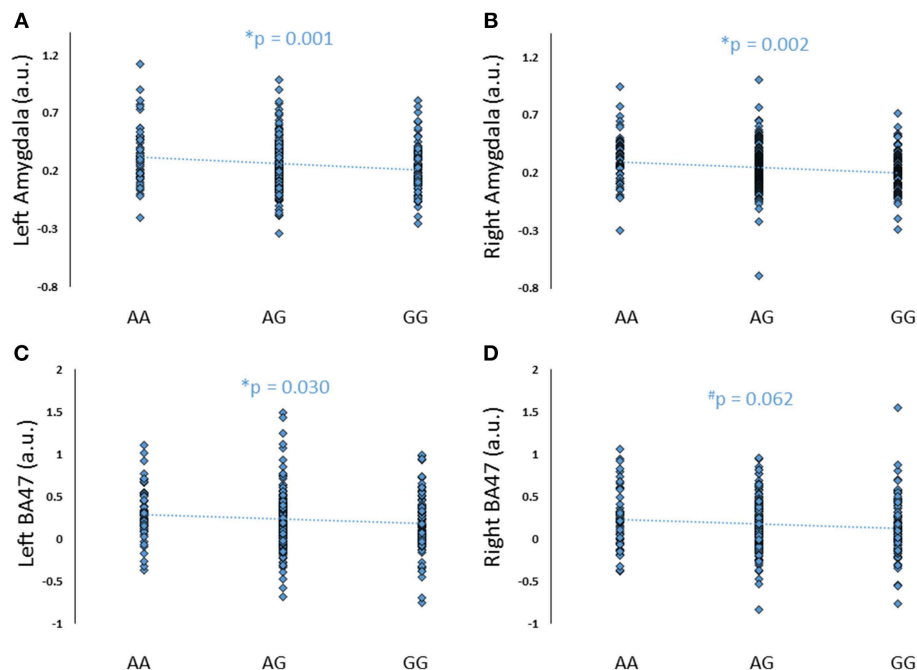 A
*p = 0.001
Left Amygdala (a.u.)
1.2
0.7
0.2
-0.3
-0.8
AA AG GG
B
*p = 0.002
Right Amygdala (a.u.)
1.2
0.7
0.2
-0.3
-0.8
AA AG GG
C
*p = 0.030
Left BA47 (a.u.)
2
1.5
1
0.5
0
-0.5
-1
AA AG GG
D
#p = 0.062
Right BA47 (a.u.)
2
1.5
1
0.5
0
-0.5
-1
AA AG GG